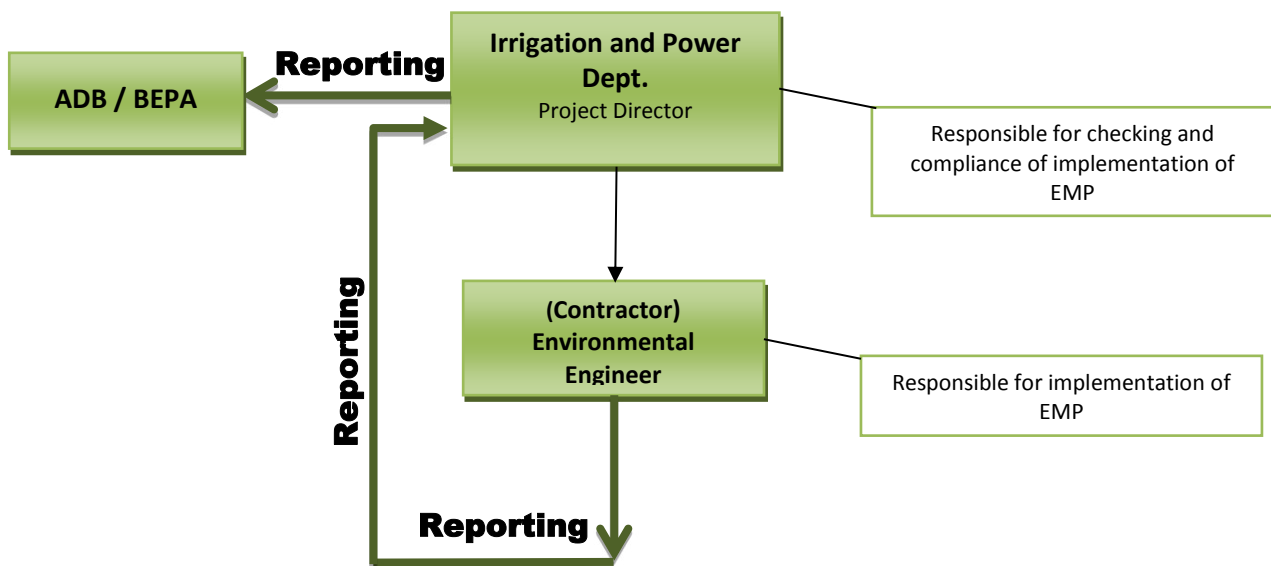 Irrigation and Power
Dept.
Project Director
Reporting
ADB / BEPA
Responsible for checking and
compliance of implementation of
EMP
(Contractor)
Environmental
Engineer
Responsible for implementation of
EMP
Reporting
Reporting